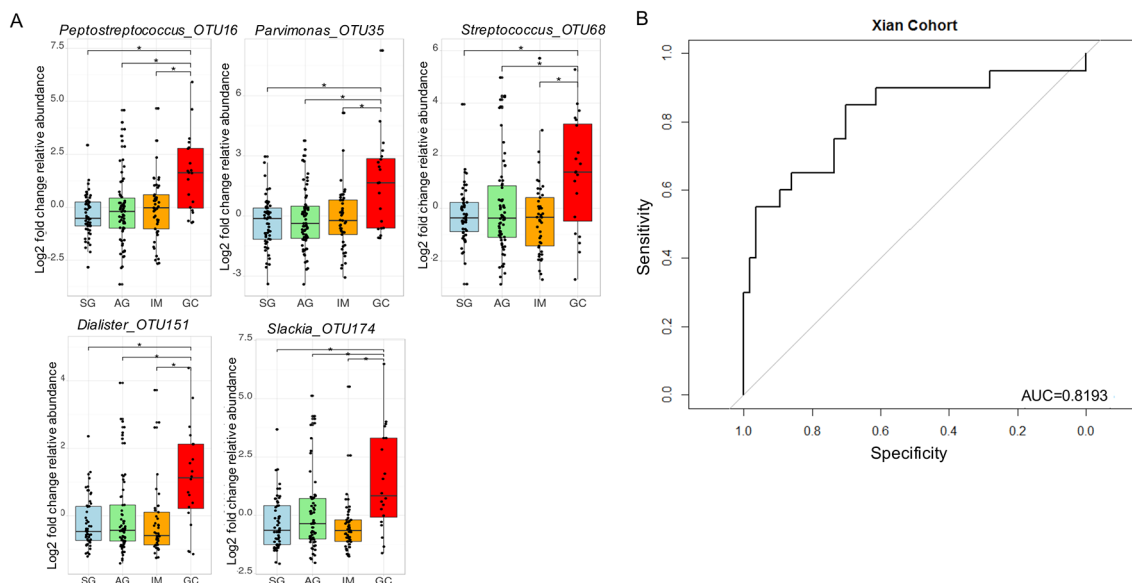 A
Peptostreptococcus_OTU16
Log2 fold change relative abundance
7.5
5.0
2.5
0.0
-2.5
* * *
SG AG IM GC
Parvimonas_OTU35
Log2 fold change relative abundance
6
3
0
-3
* * *
SG AG IM GC
Streptococcus_OTU68
Log2 fold change relative abundance
6
4
2
0
-2
* * *
SG AG IM GC
Dialister_OTU151
Log2 fold change relative abundance
4
2
0
* * *
SG AG IM GC
Slackia_OTU174
Log2 fold change relative abundance
7.5
5.0
2.5
0.0
-2.5
* * *
SG AG IM GC
B
Xian Cohort
Sensitivity
1.0
0.8
0.6
0.4
0.2
0.0
AUC=0.8193
1.0 0.8 0.6 0.4 0.2 0.0
Specificity